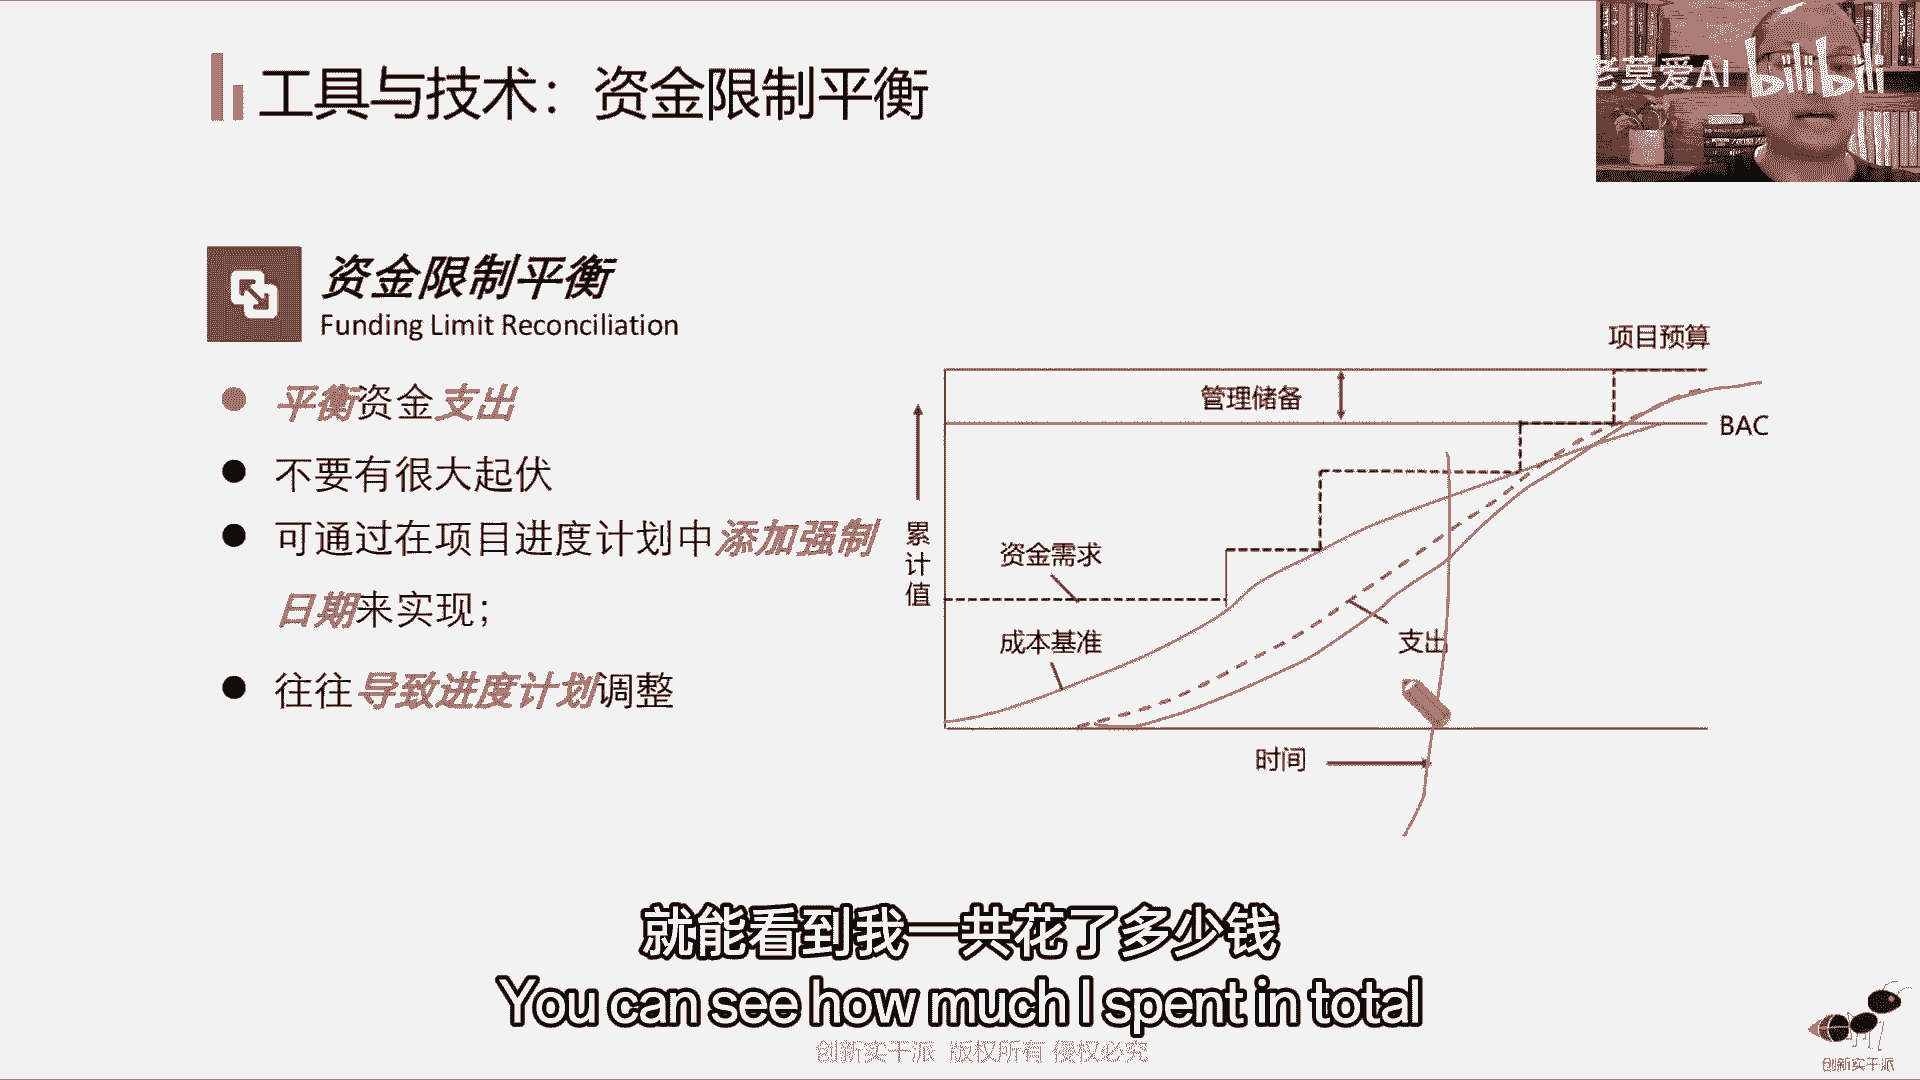 工具与技术：资金限制平衡
老莫爱AI bilibili
资金限制平衡
Funding Limit Reconciliation
平衡资金支出
不要有很大起伏
可通过在项目进度计划中添加强制
日期来实现；
往往导致进度计划调整
项目预算
管理储备
BAC
累计值
资金需求
成本基准
支出
时间
就能看到我一共花了多少钱
You can see how much I spent in total
创新实干派 版权所有 侵权必究
创新实干派